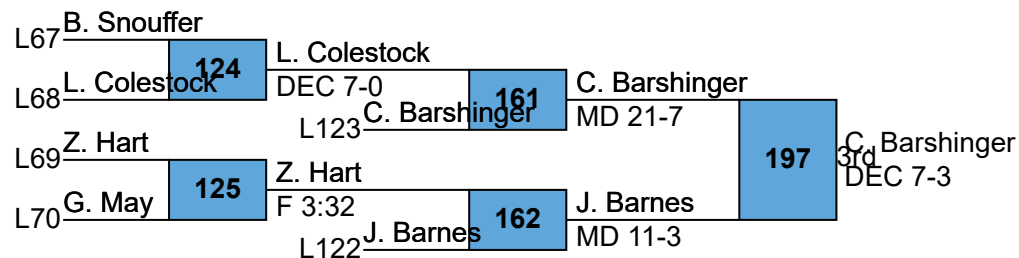 B. Snouffer
L67
L. Colestock
L68
124
L. Colestock
DEC 7-0
C. Barshinger
L123
161
C. Barshinger
MD 21-7
Z. Hart
L69
G. May
L70
125
Z. Hart
F 3:32
J. Barnes
L122
162
J. Barnes
MD 11-3
197
3rd
C. Barshinger
DEC 7-3